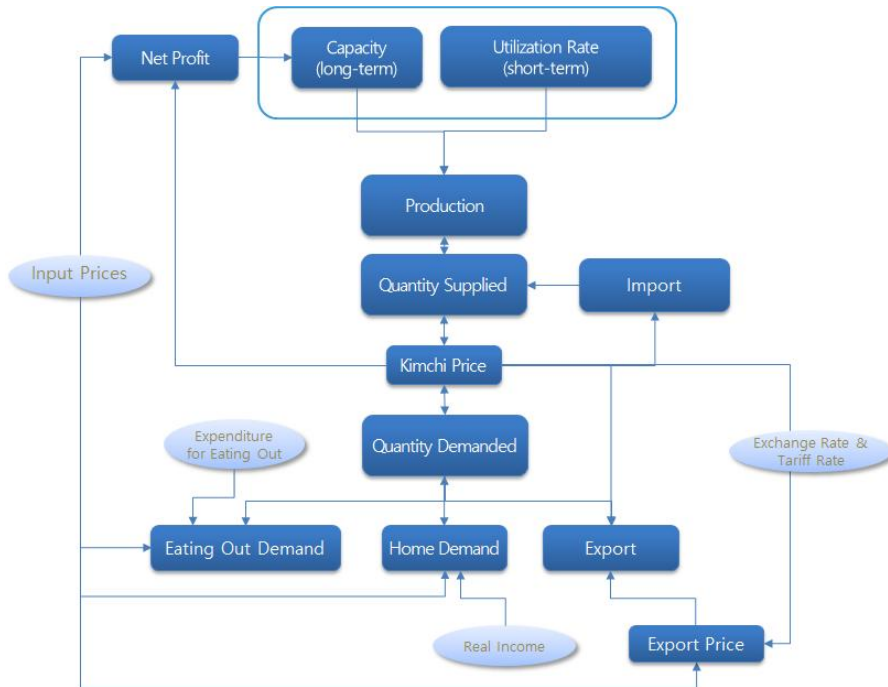 Net Profit
Capacity
(long-term)
Utilization Rate
(short-term)
Production
Input Prices
Quantity Supplied
Import
Kimchi Price
Expenditure
for Eating Out
Quantity Demanded
Exchange Rate &
Tariff Rate
Eating Out Demand
Home Demand
Export
Real Income
Export Price